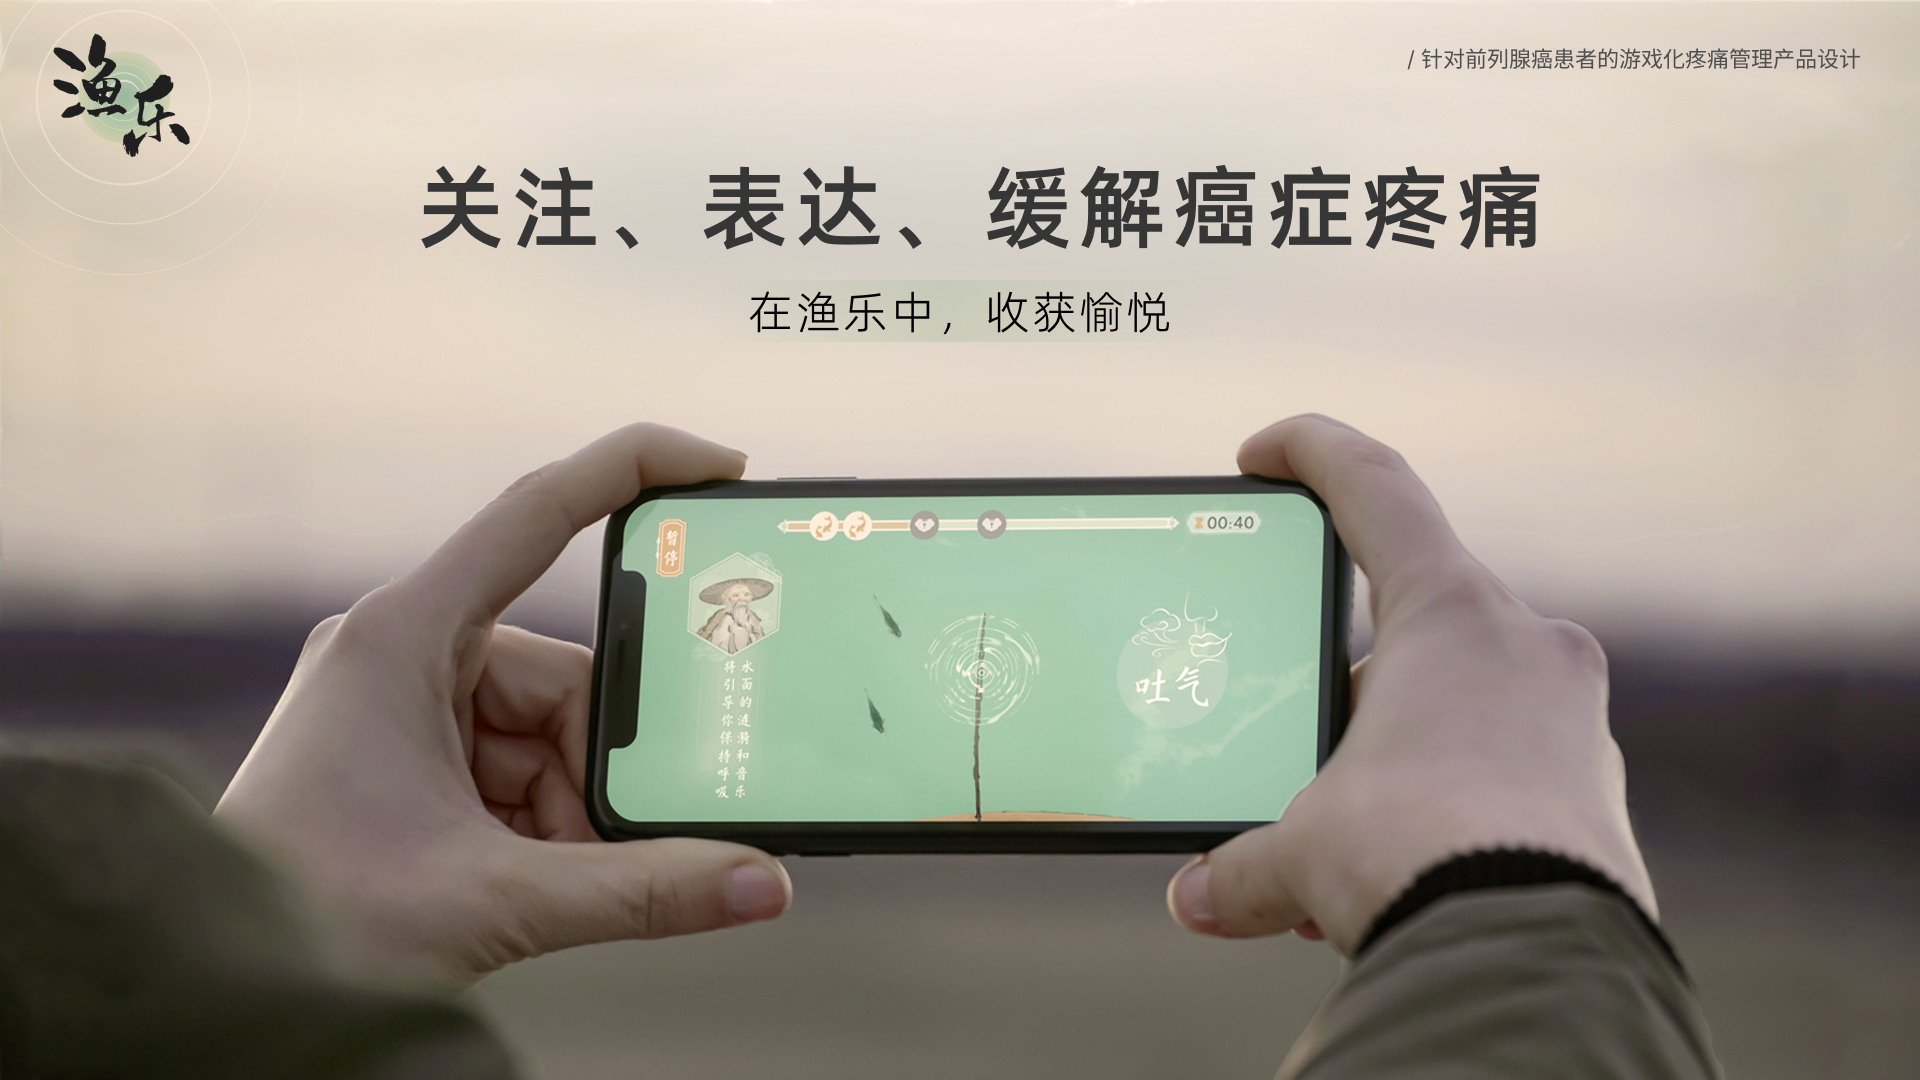 渔乐
/ 针对前列腺癌患者的游戏化疼痛管理产品设计
关注、表达、缓解癌症疼痛
在渔乐中，收获愉悦
暂停
00:40
水面的涟漪和音乐
将引导你保持呼吸
吐气